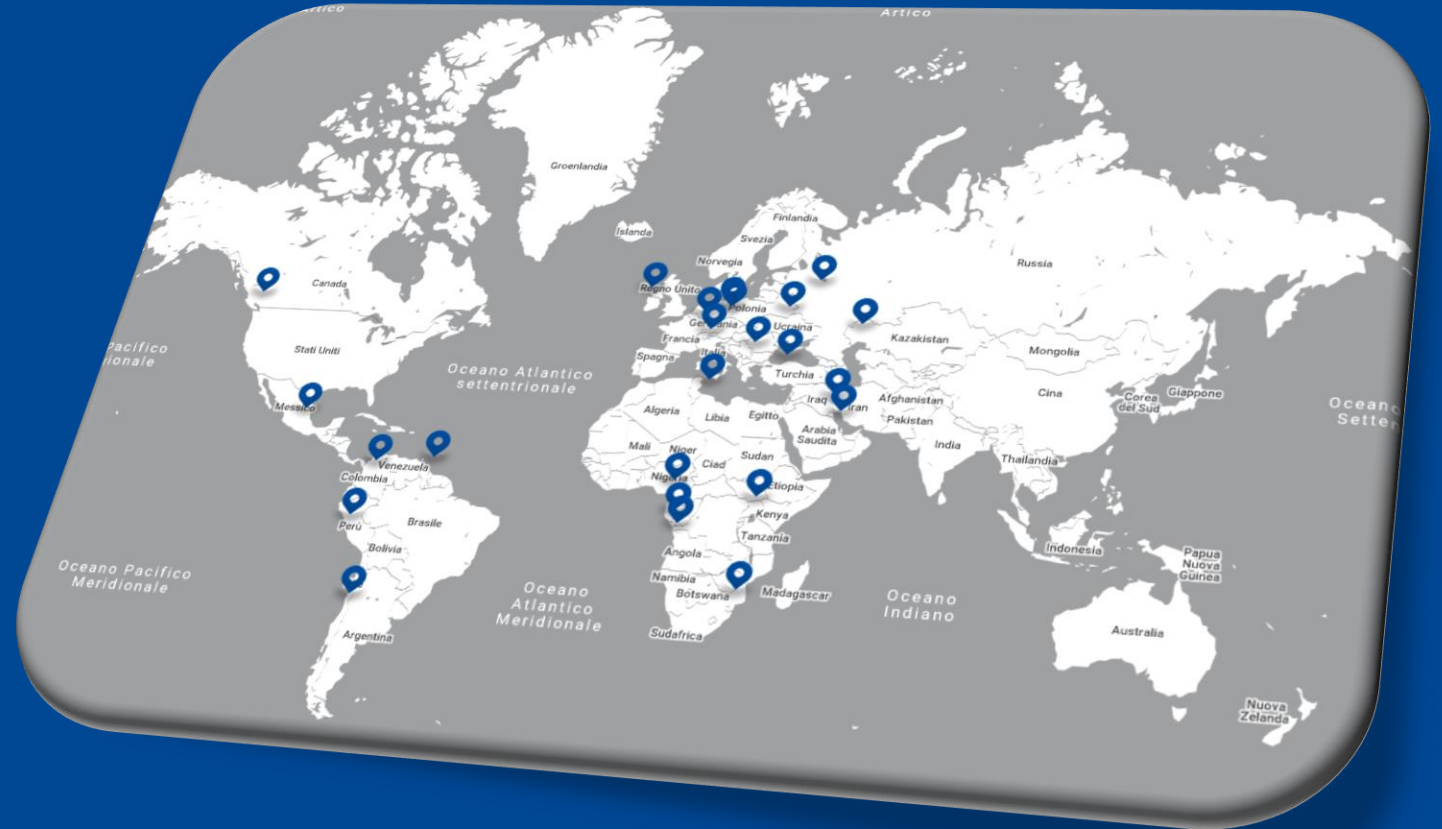 Artico
Groenlandia
Finlandia
Islanda
Svezia
Norvegia
Russia
Canada
Regno Unito
Polonia
Germania
Ucraina
Francia
Kazakistan
Stati Uniti
Mongolia
Italia
Spagna
Oceano Atlantico
settentrionale
Turchia
Cina
Corea
del Sud
Giappone
Messico
Algeria
Libia
Egitto
Iraq
Iran
Afghanistan
Pakistan
Oceano
Arabia
Saudita
India
Mali
Niger
Ciad
Sudan
Thailandia
Venezuela
Colombia
Nigeria
Etiopia
Perù
Brasile
Kenya
Tanzania
Bolivia
Angola
Indonesia
Papua
Nuova
Guinea
Oceano Pacifico
Meridionale
Namibia
Botswana
Madagascar
Oceano
Atlantico
Meridionale
Oceano
Indiano
Argentina
Sudafrica
Australia
Nuova
Zelanda